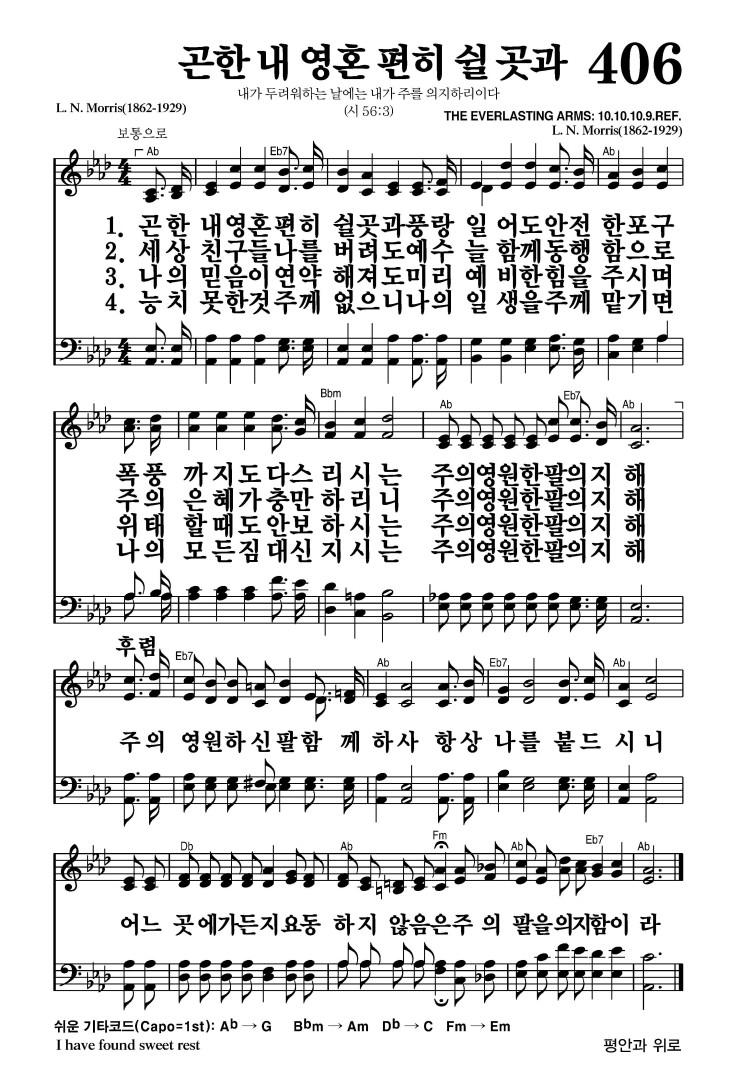 곤한 내 영혼 편히 쉴 곳과 406
내가 두려워하는 날에는 내가 주를 의지하리이다
(시 56:3)
L. N. Morris(1862-1929)
THE EVERLASTING ARMS: 10.10.10.9.REF.
L. N. Morris(1862-1929)
보통으로
Ab Eb7 Ab
1. 곤한 내영혼편히 쉴곳과풍랑 일 어도안전 한포구
2. 세상 친구들나를 버려도예수 늘 함께동행 함으로
3. 나의 믿음이연약 해져도미리 예 비한힘을 주시며
4. 능치 못한것주께 없으니나의 일 생을주께 맡기면
Bbm Ab Eb7 Ab
폭풍 까지도다스 리시는 주의영원한팔의지 해
주의 은혜가충만 하리니 주의영원한팔의지 해
위태 할때도안보 하시는 주의영원한팔의지 해
나의 모든짐대신 지시는 주의영원한팔의지 해
후렴
Eb7 Ab Eb7 Ab
주의 영원하신팔함 께하사 항상 나를 붙드 시니
Db Ab Fm Ab Eb7 Ab
어느 곳에가든지요동 하지 않음은주 의 팔을의지함이 라
쉬운 기타코드(Capo=1st): Ab → G Bbm → Am Db → C Fm → Em
I have found sweet rest 평안과 위로